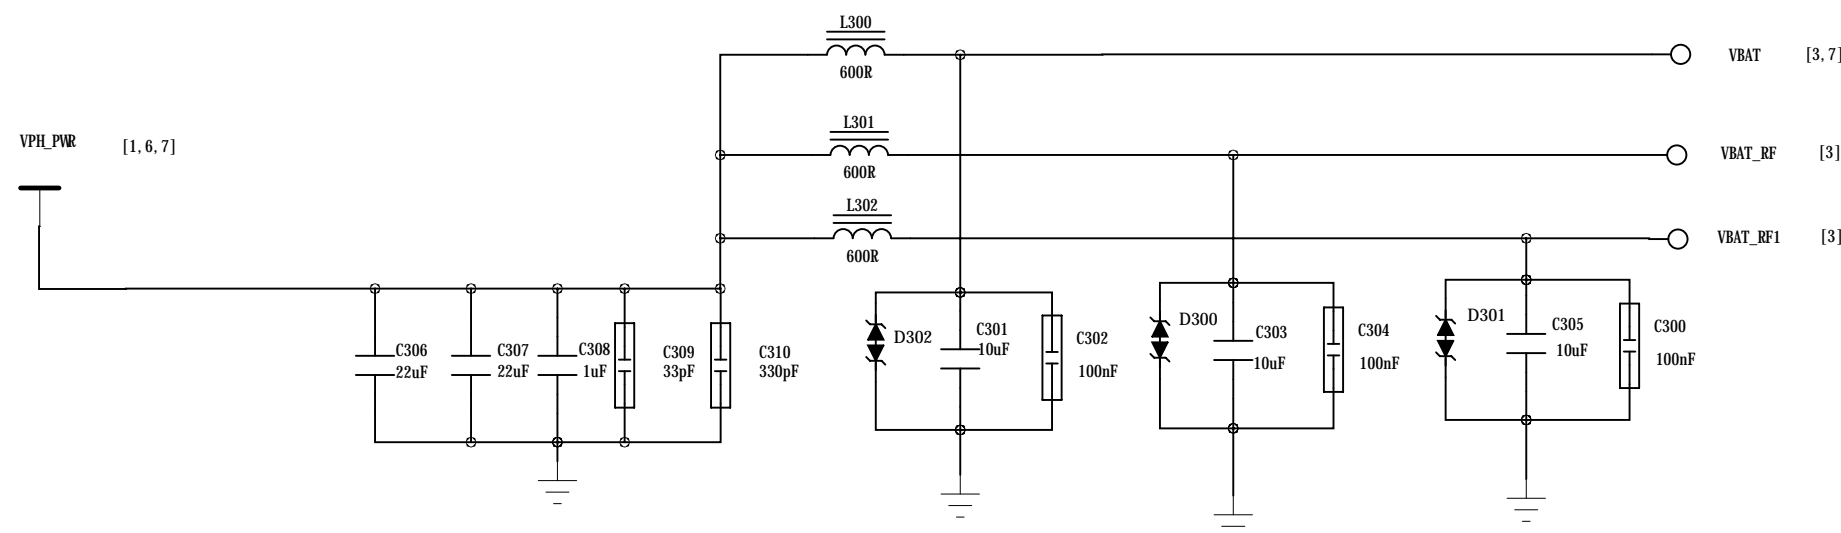 L300
600R
VBAT [3,7]
L301
600R
VPH_PWR [1,6,7]
VBAT_RF [3]
L302
600R
VBAT_RF1 [3]
C306
22uF
C307
22uF
C308
1uF
C309
33pF
C310
330pF
D302
C301
10uF
C302
100nF
D300
C303
10uF
C304
100nF
D301
C305
10uF
C300
100nF